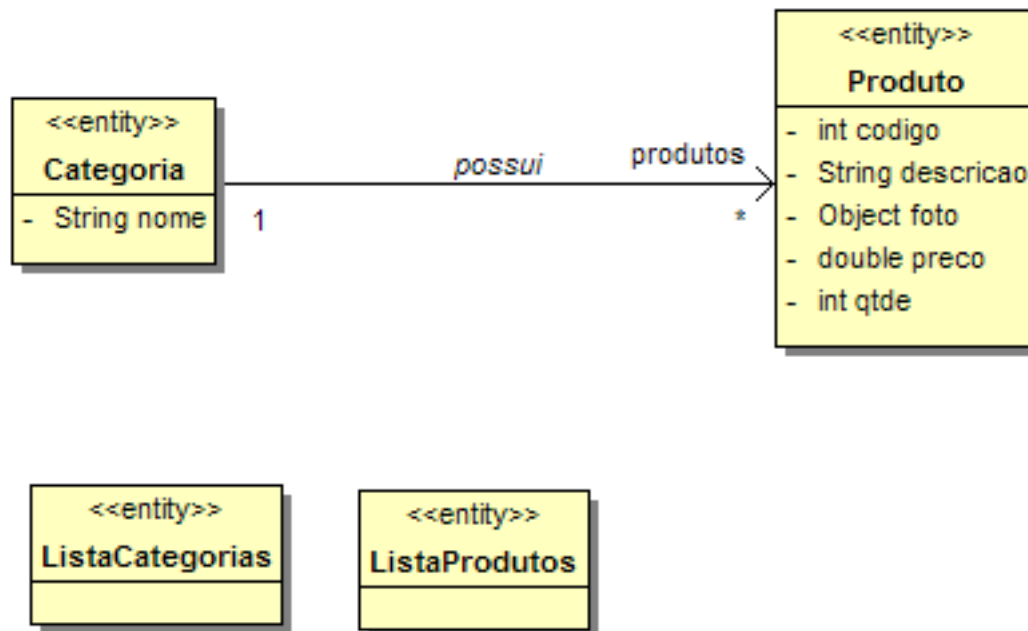 <<entity>>
Categoria
- String nome
1
possui
produtos
*
<<entity>>
Produto
- int codigo
- String descricao
- Object foto
- double preco
- int qtde
<<entity>>
ListaCategorias
<<entity>>
ListaProdutos